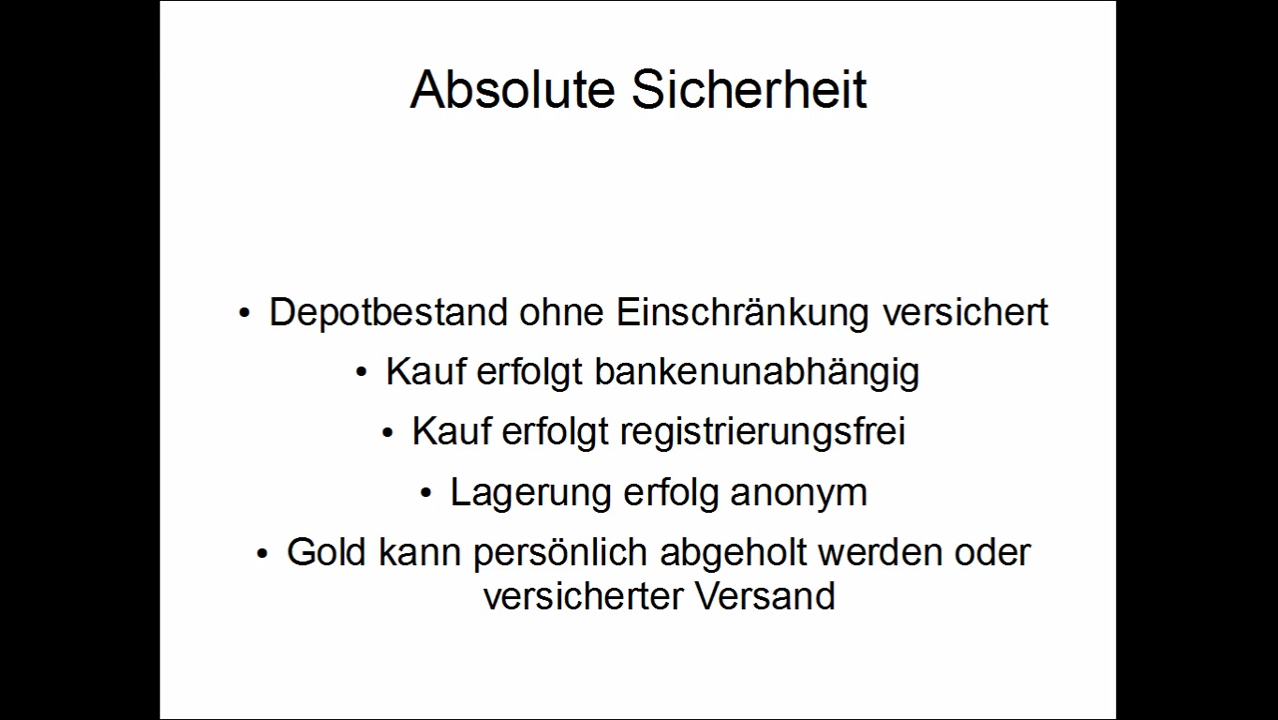 Absolute Sicherheit
• Depotbestand ohne Einschränkung versichert
• Kauf erfolgt bankenunabhängig
• Kauf erfolgt registrierungsfrei
• Lagerung erfolg anonym
• Gold kann persönlich abgeholt werden oder
versicherter Versand